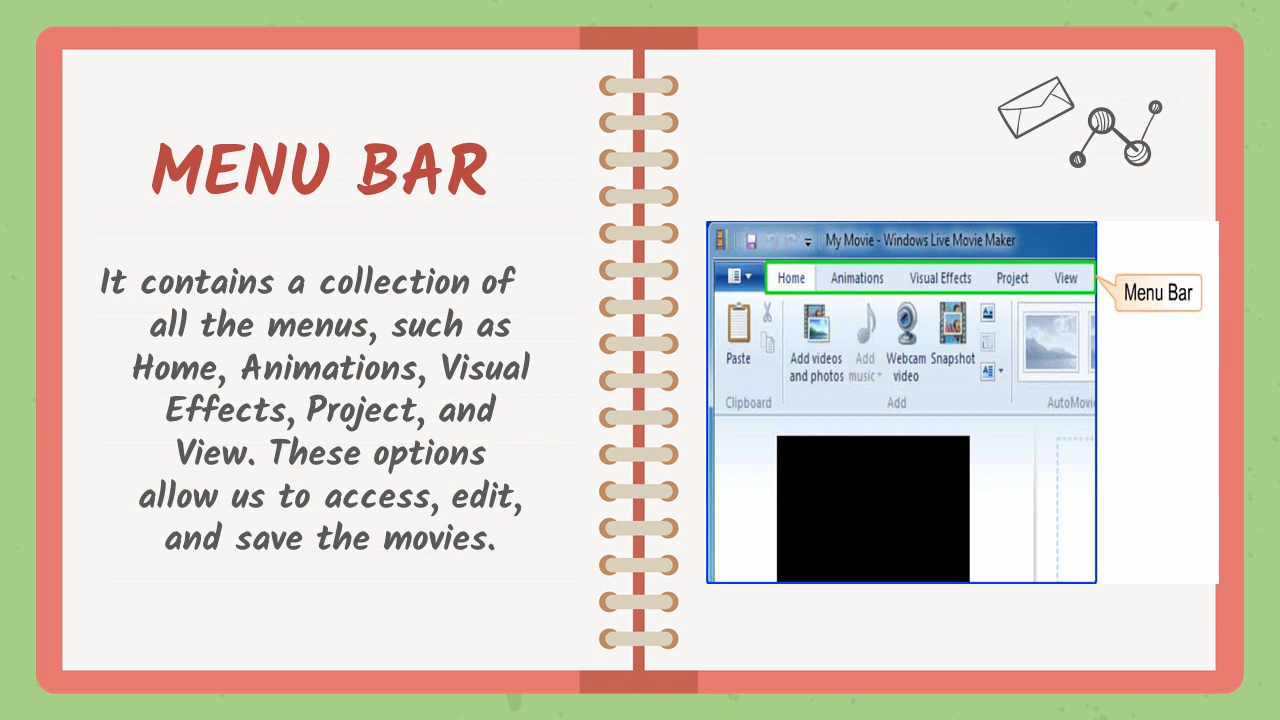 MENU BAR
It contains a collection of
all the menus, such as
Home, Animations, Visual
Effects, Project, and
View. These options
allow us to access, edit,
and save the movies.
My Movie - Windows Live Movie Maker
Home Animations Visual Effects Project View
Menu Bar
Paste
Add videos
and photos
Add
music
Webcam
video
Snapshot
Clipboard
Add
AutoMovie